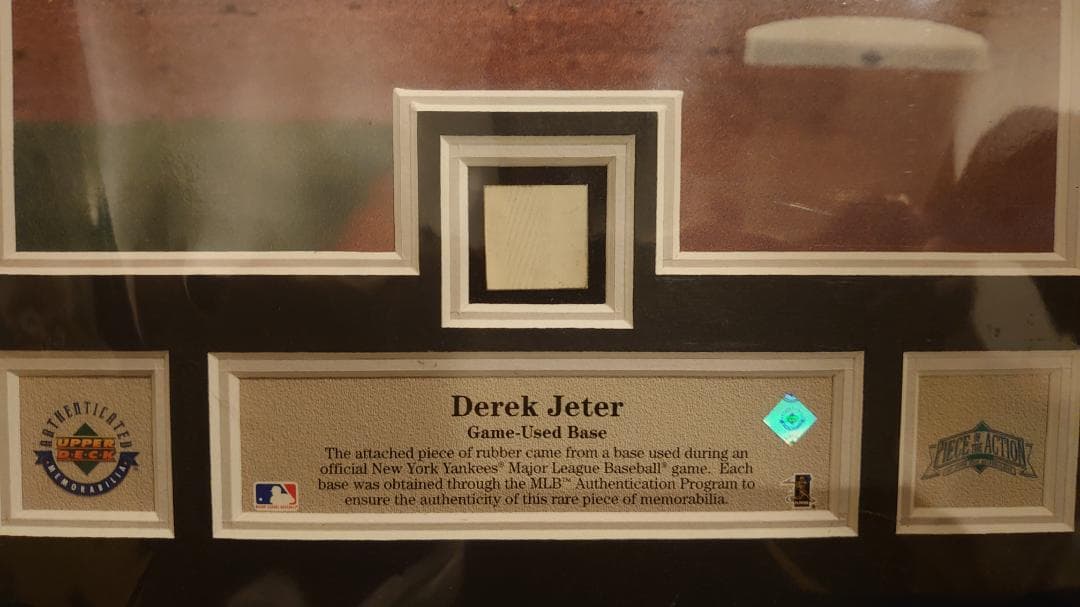 AUTHENTICATED
UPPER
DECK
MEMORABILIA
Derek Jeter
Game-Used Base
The attached piece of rubber came from a base used during an
official New York Yankees® Major League Baseball® game. Each
base was obtained through the MLB™ Authentication Program to
ensure the authenticity of this rare piece of memorabilia.
PIECE OF THE ACTION